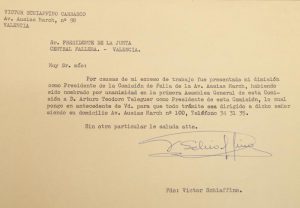 VICTOR SCHIAFFINO CARRASCO
Av. Ausias March, nº 98
VALENCIA
Sr. PRESIDENTE DE LA JUNTA
CENTRAL FALLERA. - VALENCIA.
Muy Sr. mío:
Por causas de mi exceso de trabajo fue presentada mi dimisión
como Presidente de la Comisión de Falla de la Av. Ausias March, habiendo
sido nombrado por unanimidad en la primera Asamblea General de esta Comi-
sión a D. Arturo Teodoro Talaguer como Presidente de esta Comisión, lo cual
pongo en antecedente de Vd. para que todo trámite sea dirigido a dicho señor
siendo su domicilio Av. Ausias March nº 100, Teléfono 34 31 35.
Sin otro particular le saluda atte.
Fdo: Victor Schiaffino.